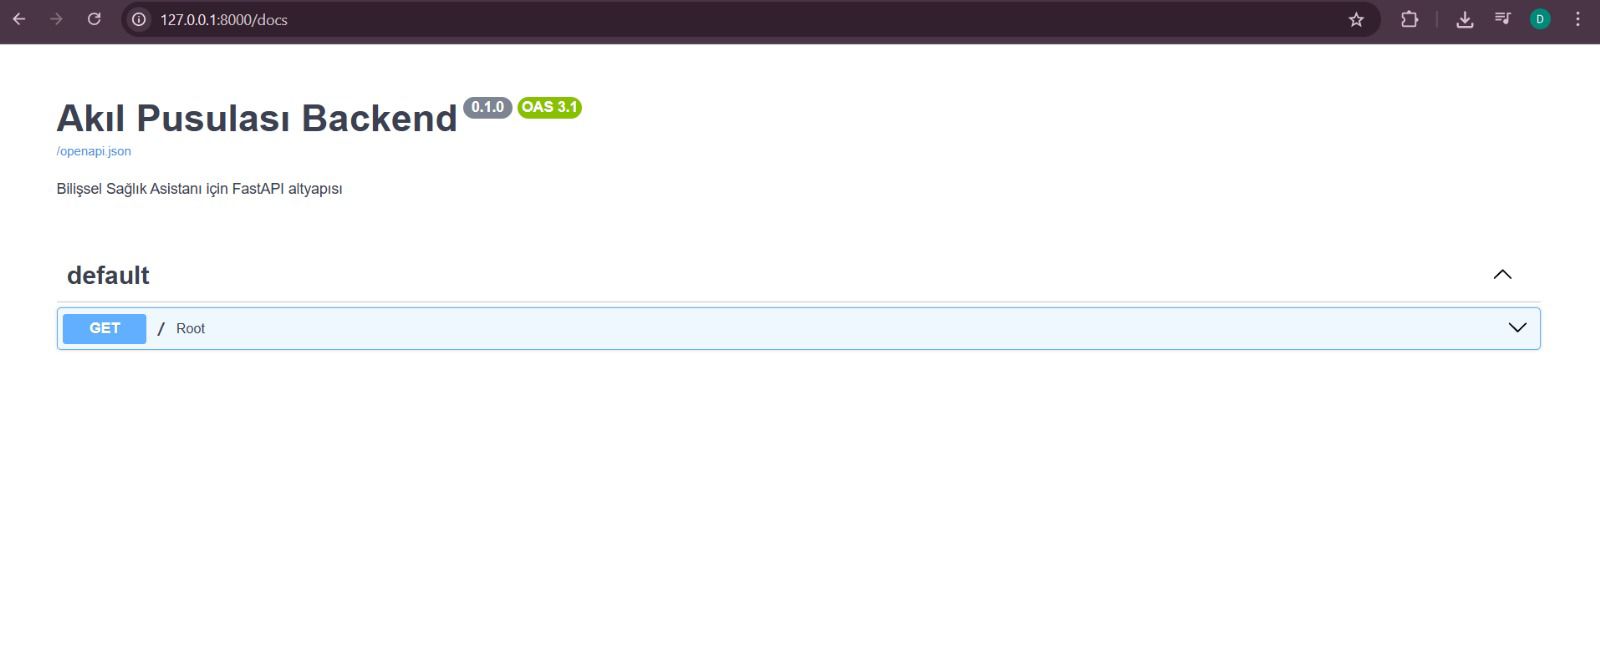 127.0.0.1:8000/docs
D
Akıl Pusulası Backend 0.1.0 OAS 3.1
/openapi.json
Bilişsel Sağlık Asistanı için FastAPI altyapısı
default
GET / Root